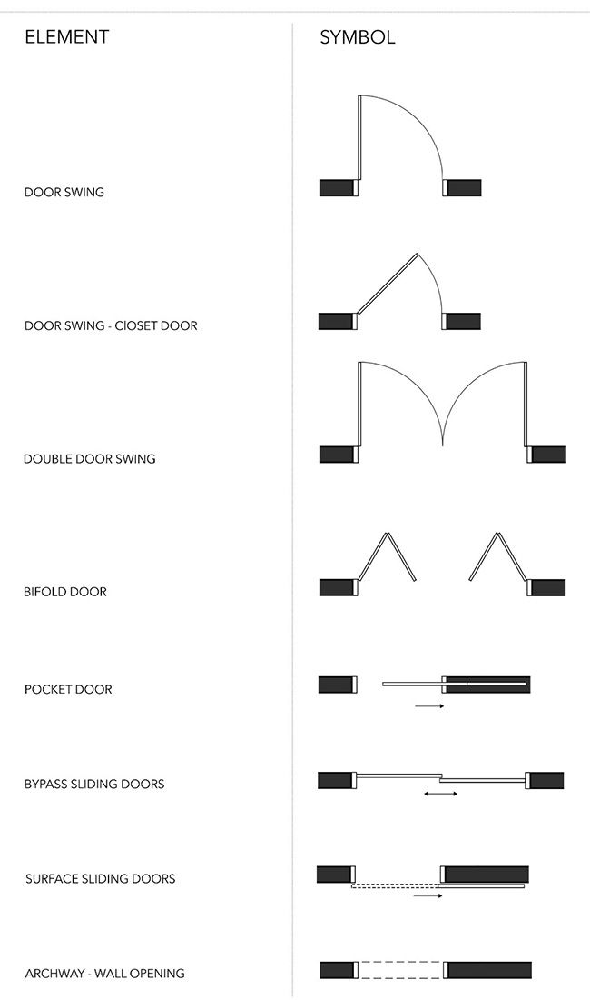 ELEMENT
SYMBOL
DOOR SWING
DOOR SWING - CIOSET DOOR
DOUBLE DOOR SWING
BIFOLD DOOR
POCKET DOOR
BYPASS SLIDING DOORS
SURFACE SLIDING DOORS
ARCHWAY - WALL OPENING